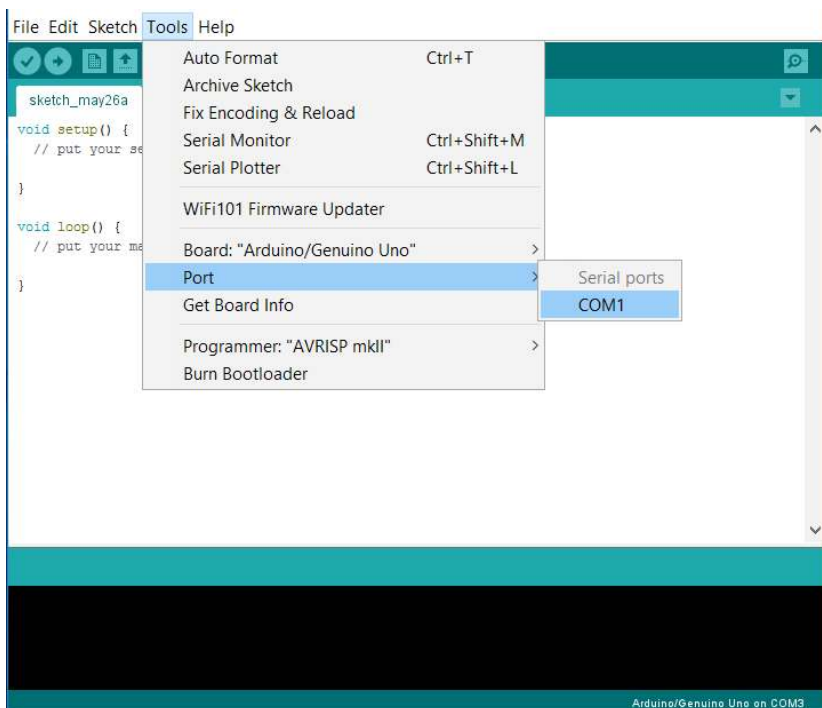 File Edit Sketch Tools Help
Auto Format Ctrl+T
Archive Sketch
sketch_may26a
Fix Encoding & Reload
void setup() {
Serial Monitor Ctrl+Shift+M
// put your se
Serial Plotter Ctrl+Shift+L
}
WiFi101 Firmware Updater
void loop() {
// put your me
Board: "Arduino/Genuino Uno" >
Port > Serial ports
}
Get Board Info COM1
Programmer: "AVRISP mkII" >
Burn Bootloader
Arduino/Genuino Uno on COM3